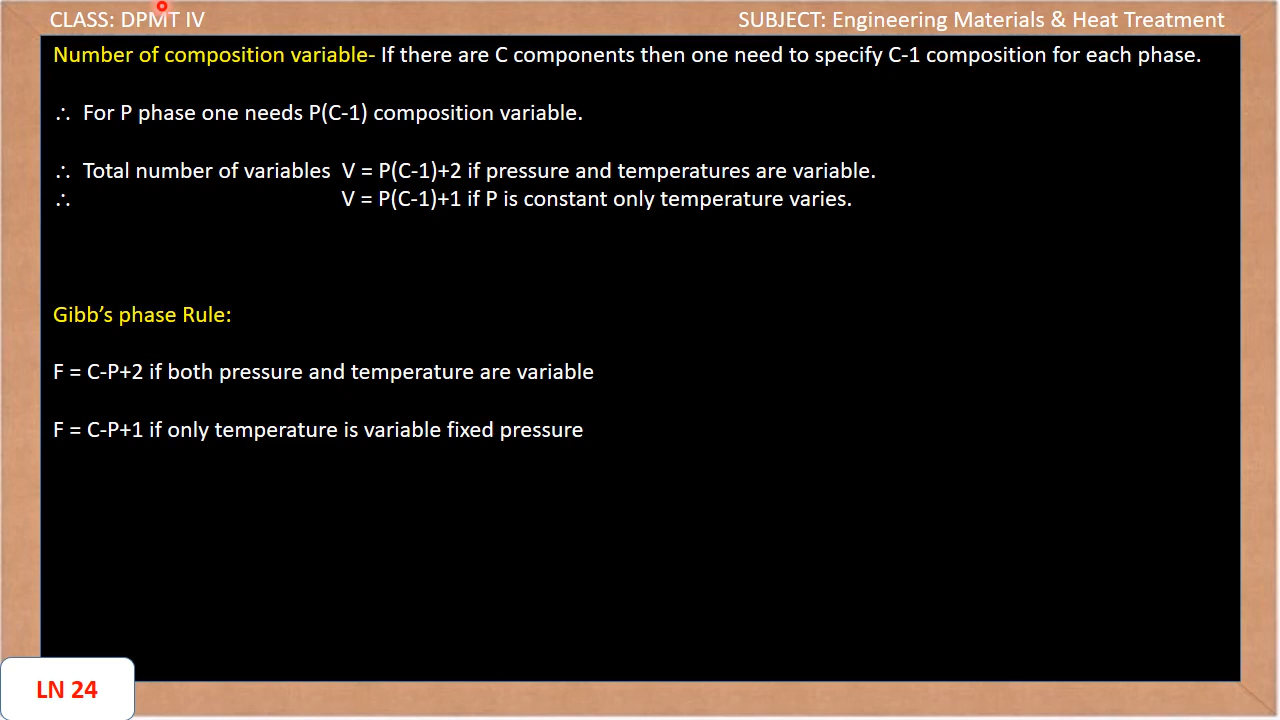 CLASS: DPMT IV
SUBJECT: Engineering Materials & Heat Treatment
Number of composition variable- If there are C components then one need to specify C-1 composition for each phase.
∴ For P phase one needs P(C-1) composition variable.
∴ Total number of variables V = P(C-1)+2 if pressure and temperatures are variable.
∴ V = P(C-1)+1 if P is constant only temperature varies.
Gibb’s phase Rule:
F = C-P+2 if both pressure and temperature are variable
F = C-P+1 if only temperature is variable fixed pressure
LN 24